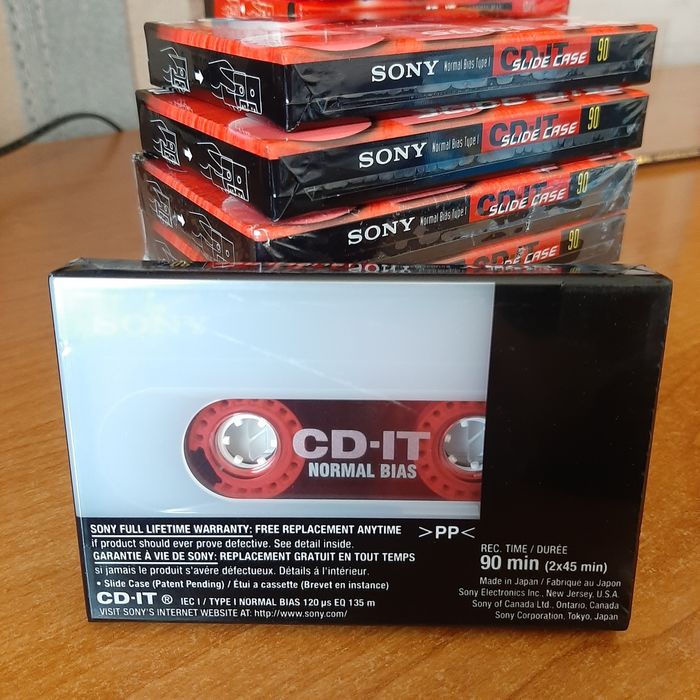 SONY Normal Bias Type I CD-IT SLIDE CASE 90
SONY Normal Bias Type I CD-IT SLIDE CASE 90
SONY Normal Bias Type I CD-IT SLIDE CASE 90
SONY CD-IT SLIDE CASE 90
SONY
CD-IT
NORMAL BIAS
SONY FULL LIFETIME WARRANTY: FREE REPLACEMENT ANYTIME
if product should ever prove defective. See detail inside.
GARANTIE À VIE DE SONY: REPLACEMENT GRATUIT EN TOUT TEMPS
si jamais le produit s'avére défectueux. Détails á l'intérieur.
• Slide Case (Patent Pending) / Étui a cassette (Brevet en instance)
CD-IT ® IEC I / TYPE I NORMAL BIAS 120 μs EQ 135 m
VISIT SONY'S INTERNET WEBSITE AT: http://www.sony.com/
>PP<
REC. TIME / DURÉE
90 min (2x45 min)
Made in Japan / Fabriqué au Japon
Sony Electronics Inc., New Jersey, U.S.A.
Sony of Canada Ltd., Ontario, Canada
Sony Corporation, Tokyo, Japan